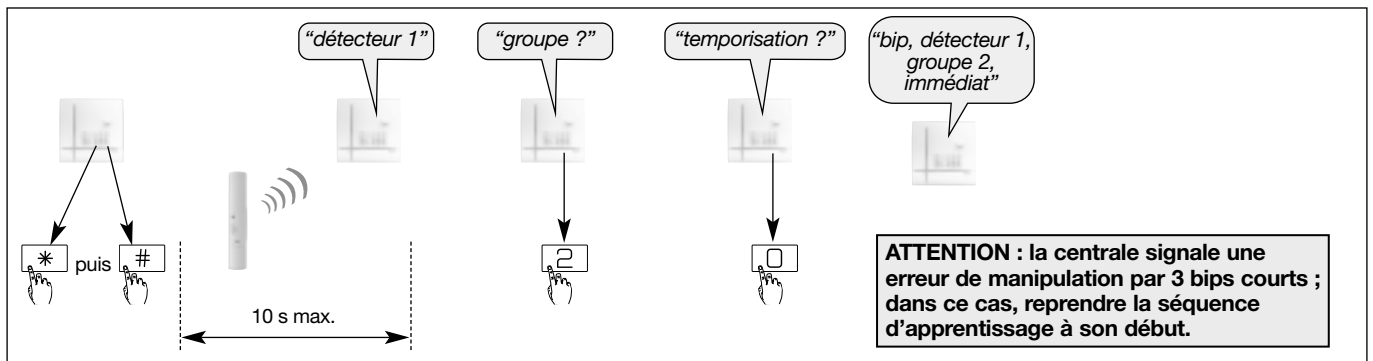 “détecteur 1”
“groupe ?”
“temporisation ?”
“bip, détecteur 1,
groupe 2,
immédiat”
* puis #
2
0
10 s max.
ATTENTION : la centrale signale une
erreur de manipulation par 3 bips courts ;
dans ce cas, reprendre la séquence
d’apprentissage à son début.